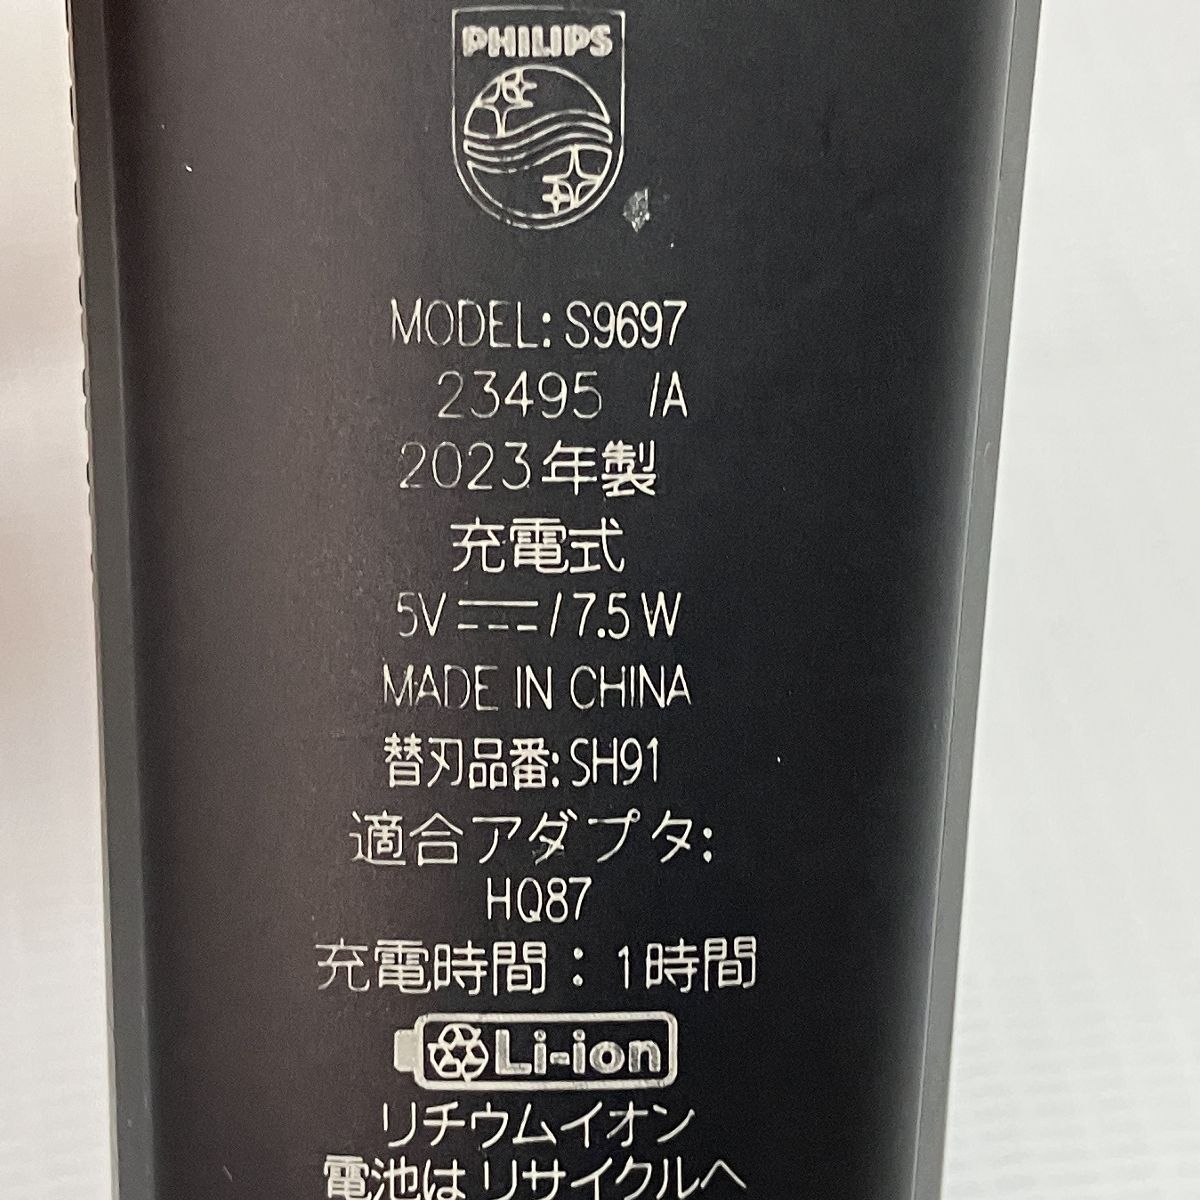 PHILIPS
MODEL: S9697
23495 /A
2023年製
充電式
5V⎓/7.5W
MADE IN CHINA
替刃品番: SH91
適合アダプタ:
HQ87
充電時間：1時間
Li-ion
リチウムイオン
電池はリサイクルへ